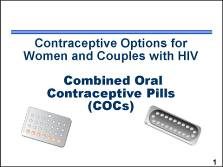 Contraceptive Options for
Women and Couples with HIV
Combined Oral
Contraceptive Pills
(COCs)
1